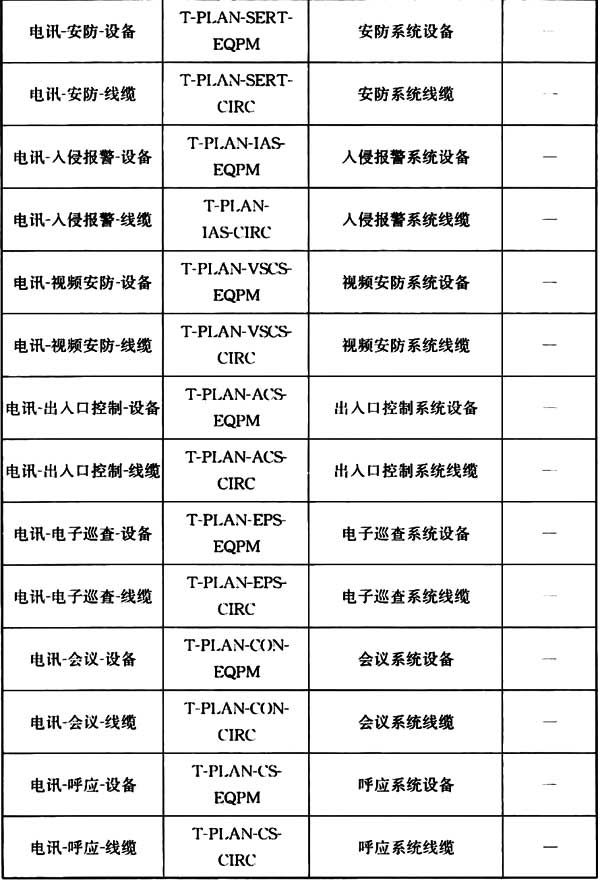 电讯-安防-设备
T-PLAN-SERT-
EQPM
安防系统设备
—
电讯-安防-线缆
T-PLAN-SERT-
CIRC
安防系统线缆
—
电讯-入侵报警-设备
T-PLAN-IAS-
EQPM
入侵报警系统设备
—
电讯-入侵报警-线缆
T-PLAN-
IAS-CIRC
入侵报警系统线缆
—
电讯-视频安防-设备
T-PLAN-VSCS-
EQPM
视频安防系统设备
—
电讯-视频安防-线缆
T-PLAN-VSCS-
CIRC
视频安防系统线缆
—
电讯-出入口控制-设备
T-PLAN-ACS-
EQPM
出入口控制系统设备
—
电讯-出入口控制-线缆
T-PLAN-ACS-
CIRC
出入口控制系统线缆
—
电讯-电子巡查-设备
T-PLAN-EPS-
EQPM
电子巡查系统设备
—
电讯-电子巡查-线缆
T-PLAN-EPS-
CIRC
电子巡查系统线缆
—
电讯-会议-设备
T-PLAN-CON-
EQPM
会议系统设备
—
电讯-会议-线缆
T-PLAN-CON-
CIRC
会议系统线缆
—
电讯-呼应-设备
T-PLAN-CS-
EQPM
呼应系统设备
—
电讯-呼应-线缆
T-PLAN-CS-
CIRC
呼应系统线缆
—